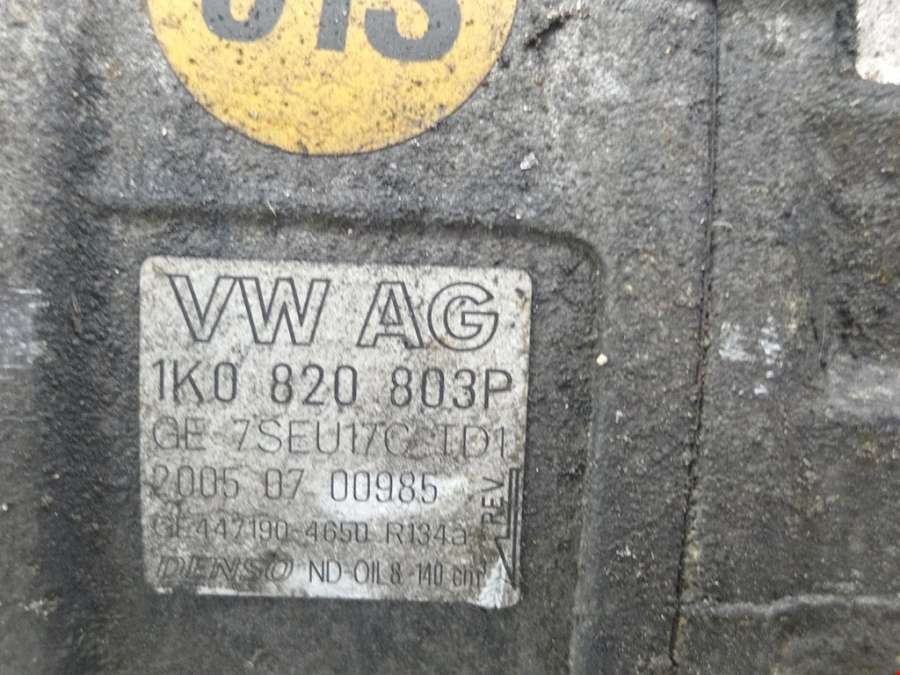 013
VW AG
1K0 820 803P
GE 7SEU17C TD1
2005 07 00985
REV
GE447190-4650 R134a
DENSO ND-OIL8 -140 cm³